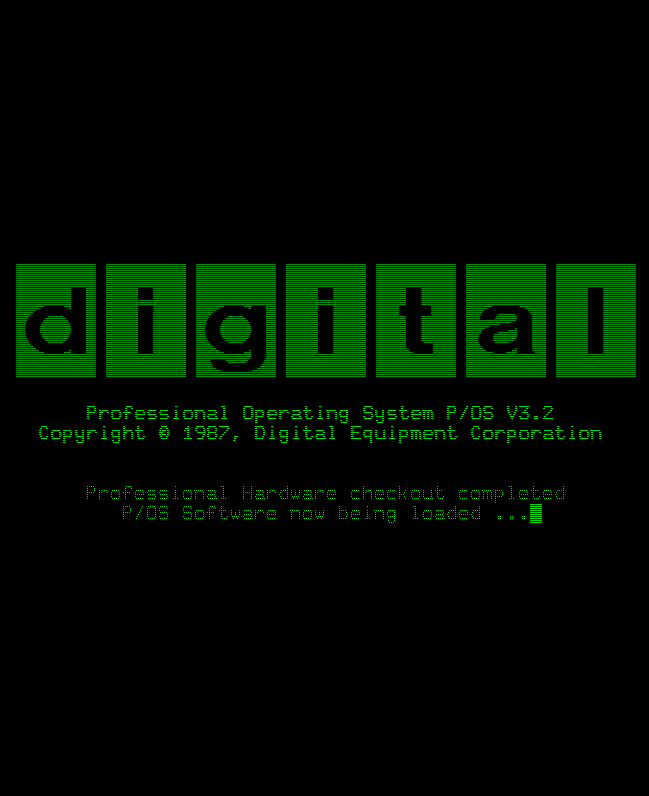 digital
Professional Operating System P/OS V3.2
Copyright © 1987, Digital Equipment Corporation
Professional Hardware checkout completed
P/OS Software now being loaded ...